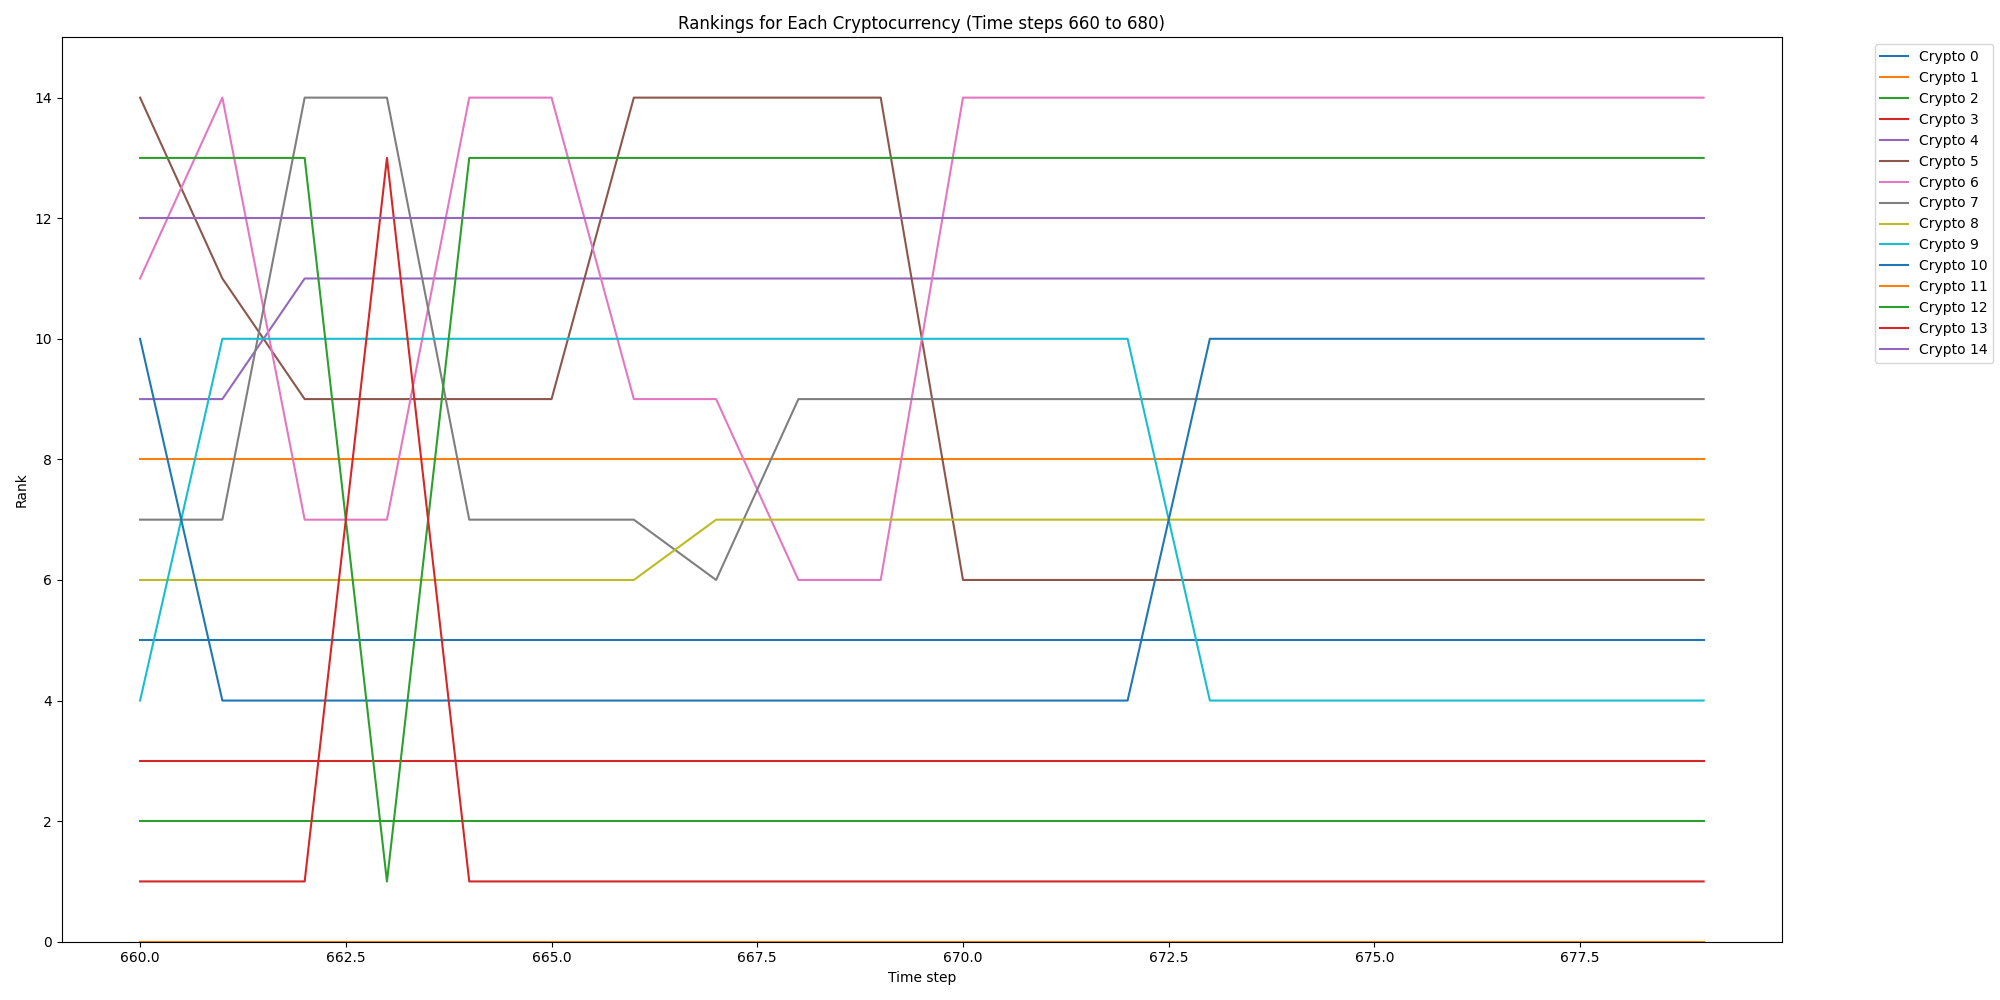 Rankings for Each Cryptocurrency (Time steps 660 to 680)
Rank
14
12
10
8
6
4
2
0
660.0 662.5 665.0 667.5 670.0 672.5 675.0 677.5
Time step
Crypto 0
Crypto 1
Crypto 2
Crypto 3
Crypto 4
Crypto 5
Crypto 6
Crypto 7
Crypto 8
Crypto 9
Crypto 10
Crypto 11
Crypto 12
Crypto 13
Crypto 14